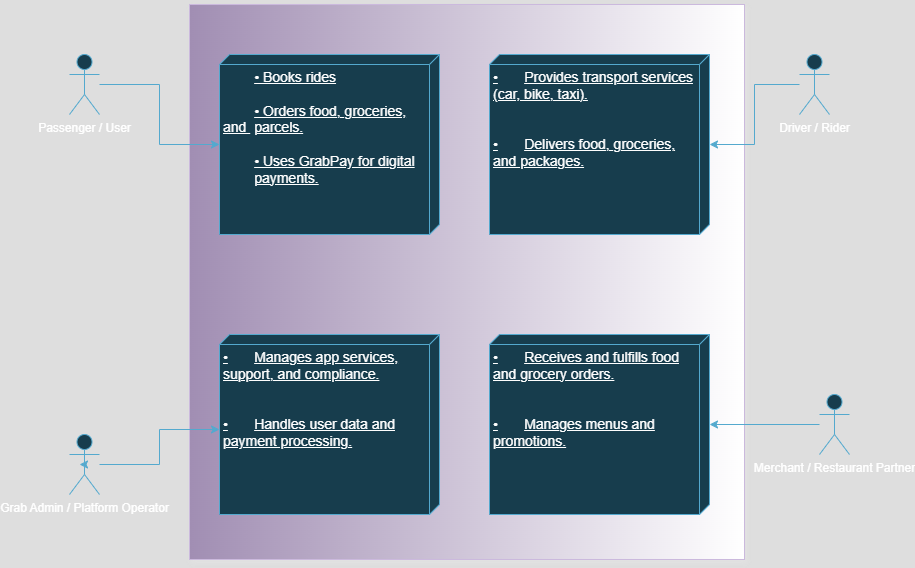 • Books rides
• Orders food, groceries,
and parcels.
• Uses GrabPay for digital
payments.
• Provides transport services
(car, bike, taxi).
• Delivers food, groceries,
and packages.
Passenger / User
Driver / Rider
• Manages app services,
support, and compliance.
• Handles user data and
payment processing.
• Receives and fulfills food
and grocery orders.
• Manages menus and
promotions.
Grab Admin / Platform Operator
Merchant / Restaurant Partner